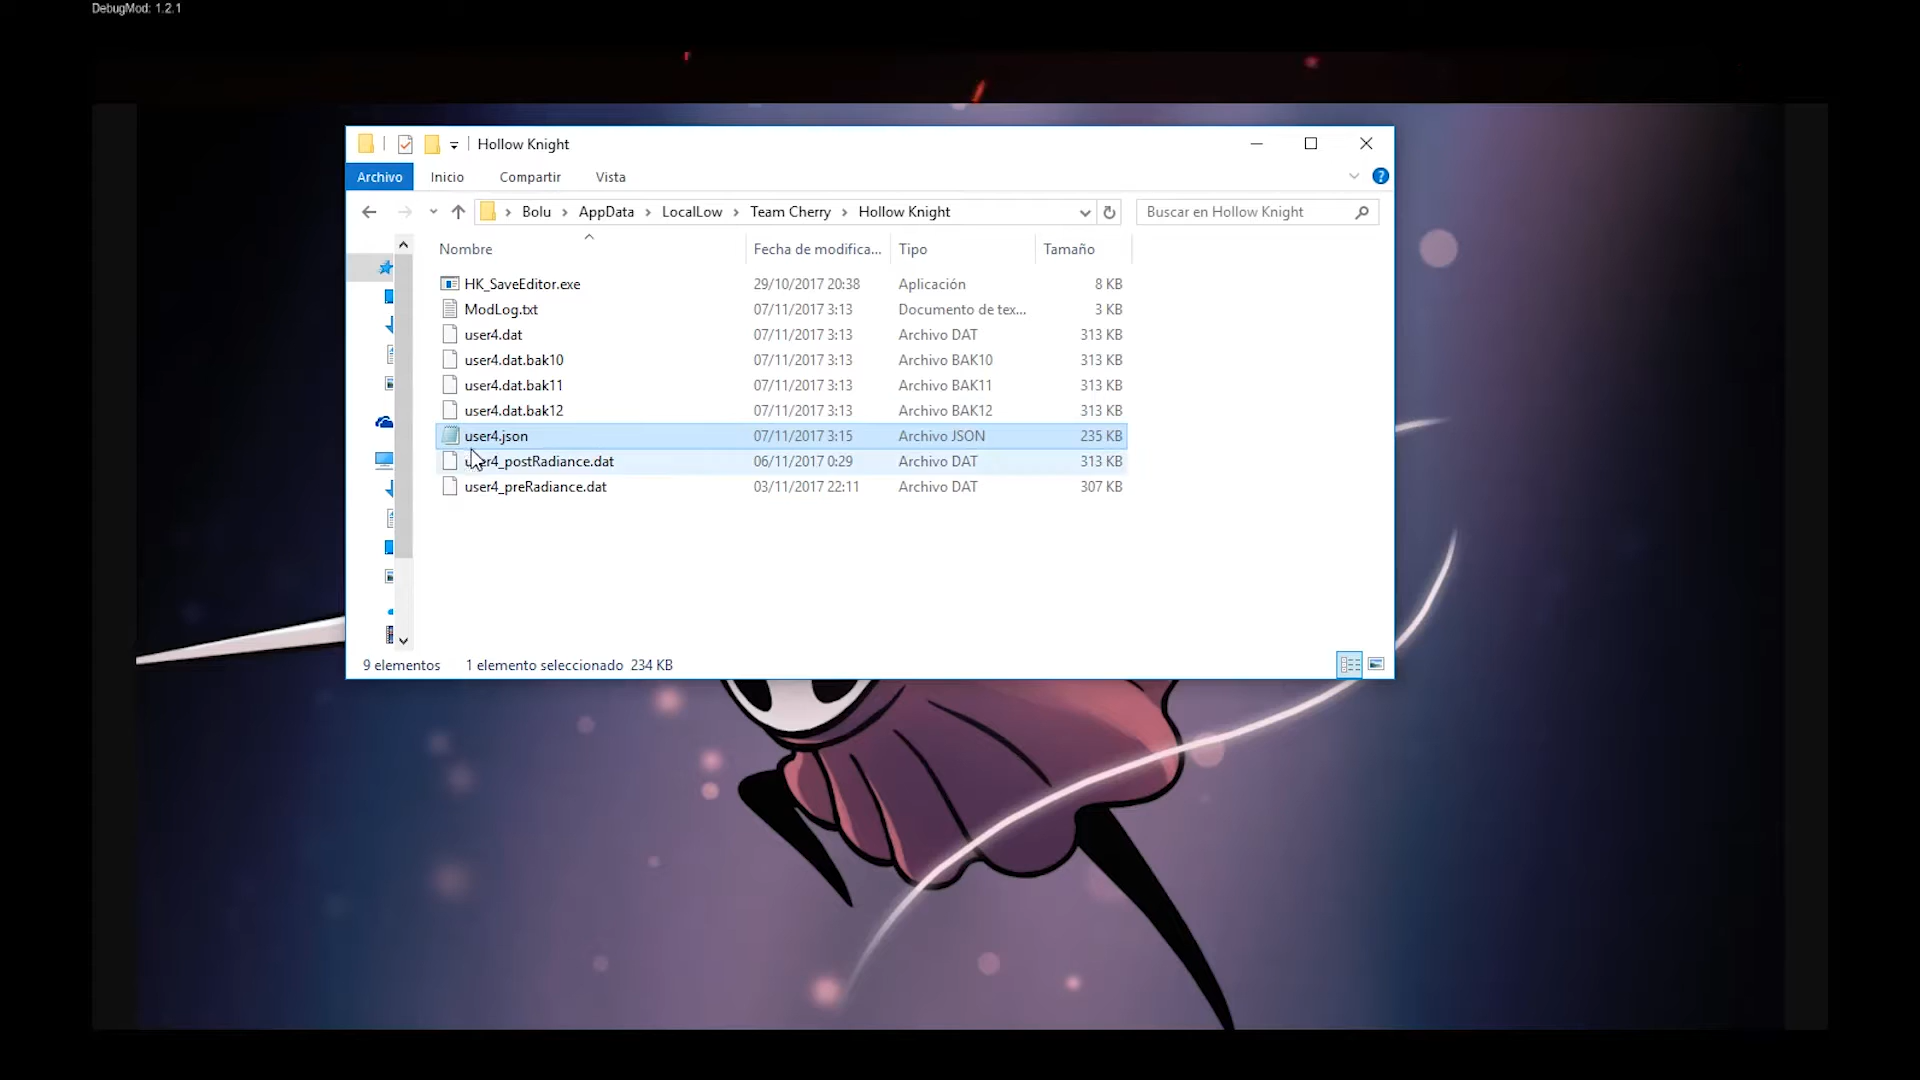 DebugMod: 1.2.1
Hollow Knight
Archivo Inicio Compartir Vista
Bolu AppData LocalLow Team Cherry Hollow Knight Buscar en Hollow Knight
Nombre Fecha de modifica... Tipo Tamaño
HK_SaveEditor.exe 29/10/2017 20:38 Aplicación 8 KB
ModLog.txt 07/11/2017 3:13 Documento de tex... 3 KB
user4.dat 07/11/2017 3:13 Archivo DAT 313 KB
user4.dat.bak10 07/11/2017 3:13 Archivo BAK10 313 KB
user4.dat.bak11 07/11/2017 3:13 Archivo BAK11 313 KB
user4.dat.bak12 07/11/2017 3:13 Archivo BAK12 313 KB
user4.json 07/11/2017 3:15 Archivo JSON 235 KB
user4_postRadiance.dat 06/11/2017 0:29 Archivo DAT 313 KB
user4_preRadiance.dat 03/11/2017 22:11 Archivo DAT 307 KB
9 elementos 1 elemento seleccionado 234 KB